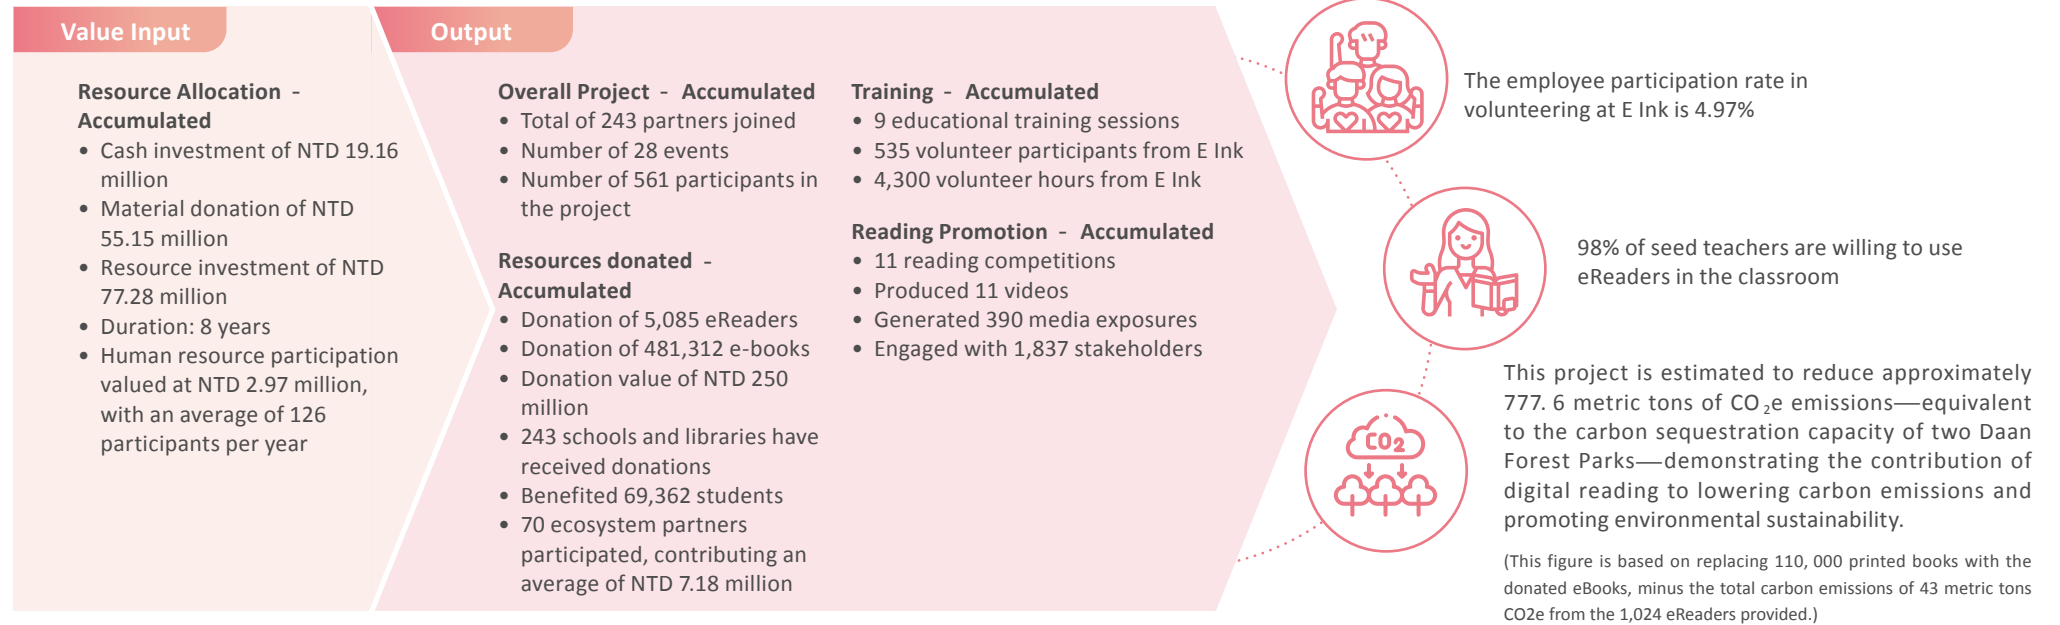 Value Input
Resource Allocation - 
Accumulated
• Cash investment of NTD 19.16
million
• Material donation of NTD
55.15 million
• Resource investment of NTD
77.28 million
• Duration: 8 years
• Human resource participation
valued at NTD 2.97 million,
with an average of 126
participants per year
Output
Overall Project - Accumulated
• Total of 243 partners joined
• Number of 28 events
• Number of 561 participants in
the project
Resources donated -
Accumulated
• Donation of 5,085 eReaders
• Donation of 481,312 e-books
• Donation value of NTD 250
million
• 243 schools and libraries have
received donations
• Benefited 69,362 students
• 70 ecosystem partners
participated, contributing an
average of NTD 7.18 million
Training - Accumulated
• 9 educational training sessions
• 535 volunteer participants from E Ink
• 4,300 volunteer hours from E Ink
Reading Promotion - Accumulated
• 11 reading competitions
• Produced 11 videos
• Generated 390 media exposures
• Engaged with 1,837 stakeholders
The employee participation rate in
volunteering at E Ink is 4.97%
98% of seed teachers are willing to use
eReaders in the classroom
CO2
This project is estimated to reduce approximately
777. 6 metric tons of CO₂e emissions—equivalent
to the carbon sequestration capacity of two Daan
Forest Parks—demonstrating the contribution of
digital reading to lowering carbon emissions and
promoting environmental sustainability.
(This figure is based on replacing 110, 000 printed books with the
donated eBooks, minus the total carbon emissions of 43 metric tons
CO2e from the 1,024 eReaders provided.)